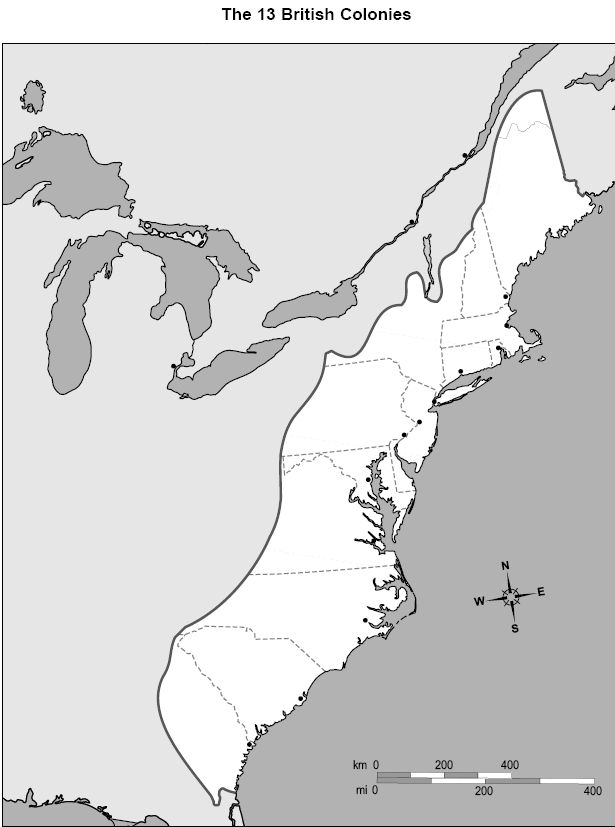 The 13 British Colonies
N
W E
S
km 0 200 400
mi 0 200 400